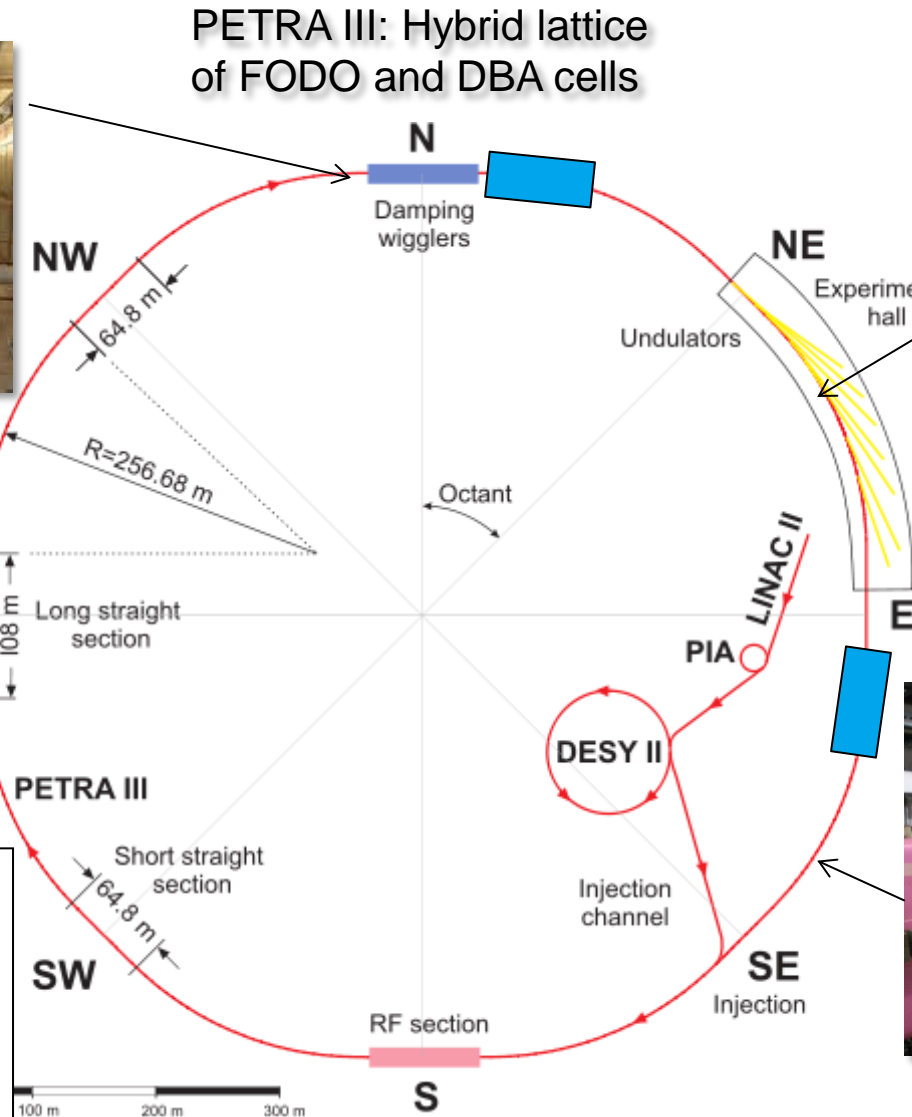 PETRA III: Hybrid lattice
of FODO and DBA cells
N
Damping
wigglers
NW
NE
64.8 m
Experime
hall
Undulators
R=256.68 m
Octant
LINAC II
108 m
Long straight
section
E
PIA
DESY II
PETRA III
Short straight
section
64.8 m
Injection
channel
SW
SE
Injection
RF section
S
100 m
200 m
300 m